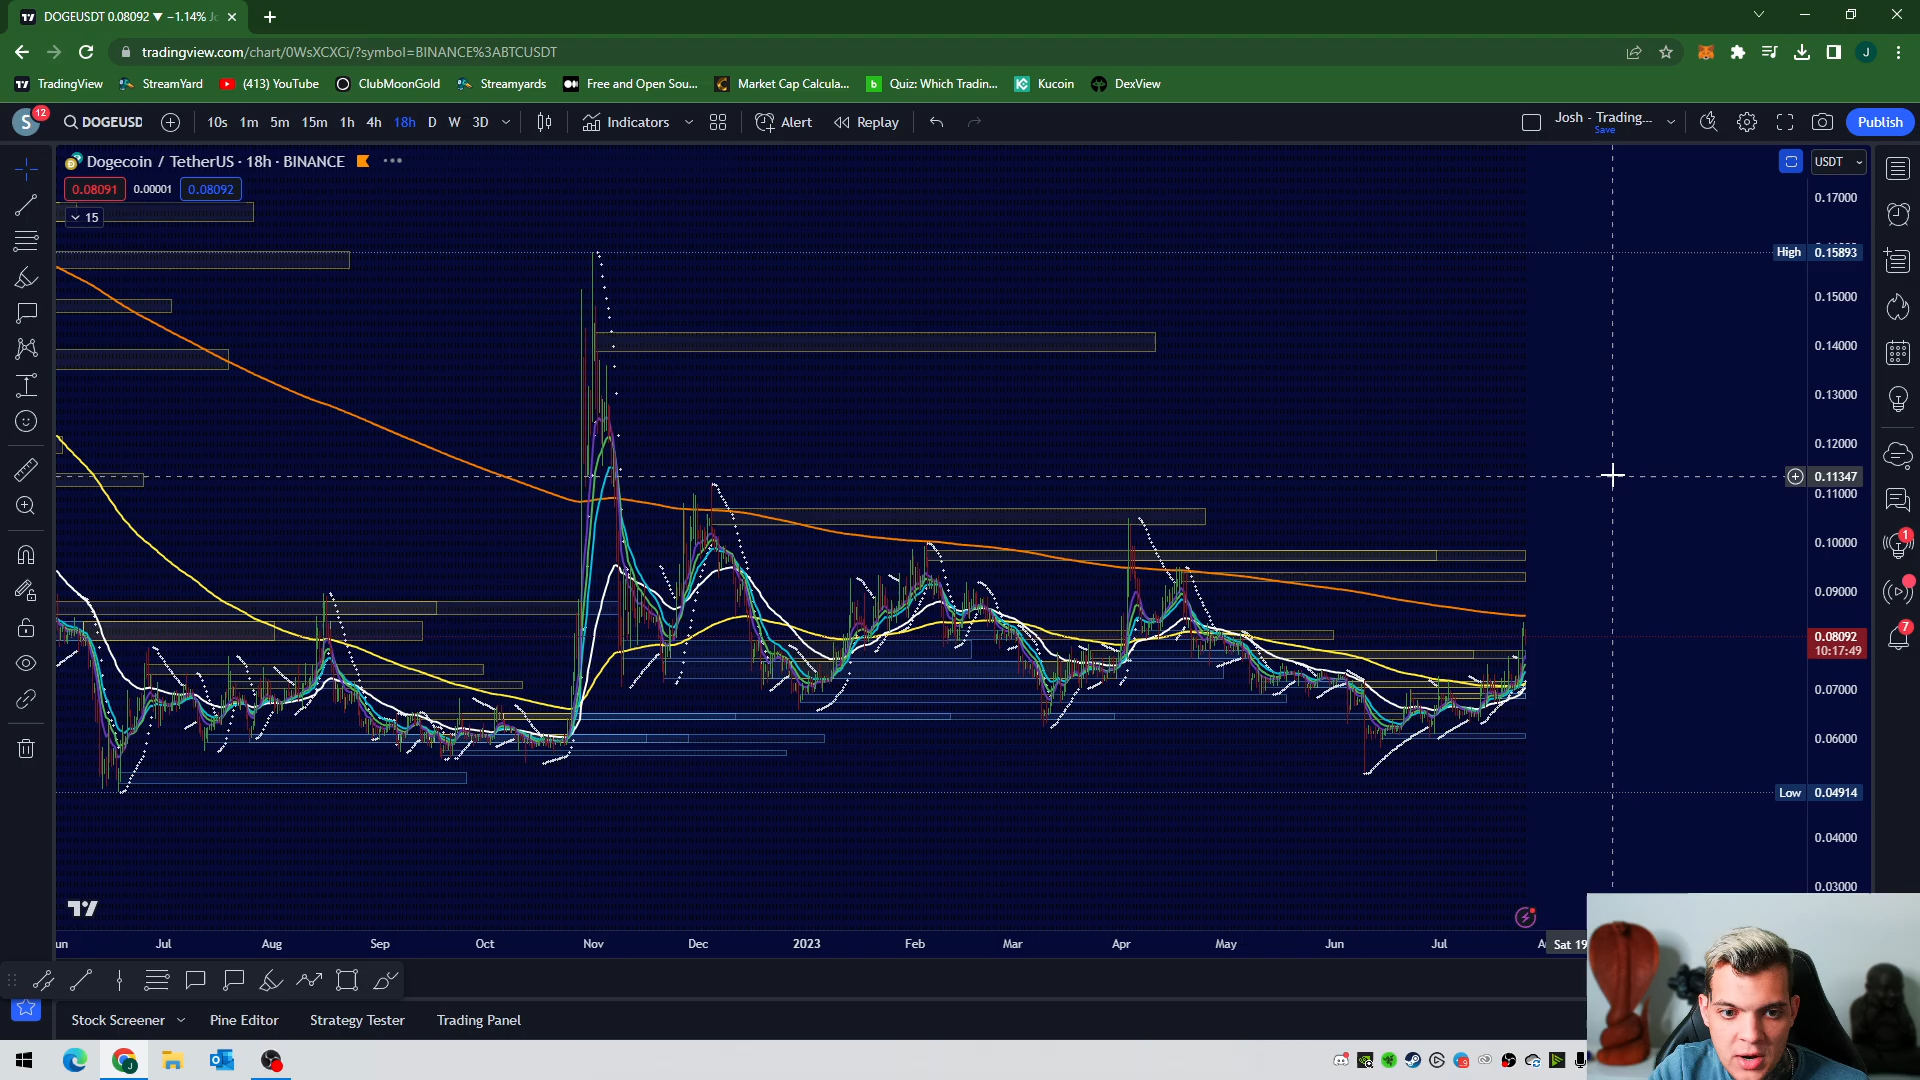 DOGEUSDT 0.08092 ▼ −1.14% Jo
tradingview.com/chart/0WsXCXCi/?symbol=BINANCE%3ABTCUSDT
J
TradingView
StreamYard
(413) YouTube
ClubMoonGold
Streamyards
Free and Open Sou...
Market Cap Calcula...
b
Quiz: Which Tradin...
Kucoin
DexView
S
12
DOGEUSD
10s
1m
5m
15m
1h
4h
18h
D
W
3D
Indicators
Alert
Replay
Josh - Trading...
Save
Publish
Dogecoin / TetherUS · 18h · BINANCE
USDT
0.08091
0.00001
0.08092
15
0.17000
High 0.15893
0.15000
0.14000
0.13000
0.12000
0.11347
0.11000
0.10000
0.09000
0.08092
10:17:49
0.07000
0.06000
Low 0.04914
0.04000
0.03000
1
7
un
Jul
Aug
Sep
Oct
Nov
Dec
2023
Feb
Mar
Apr
May
Jun
Jul
Sat 19
Stock Screener
Pine Editor
Strategy Tester
Trading Panel